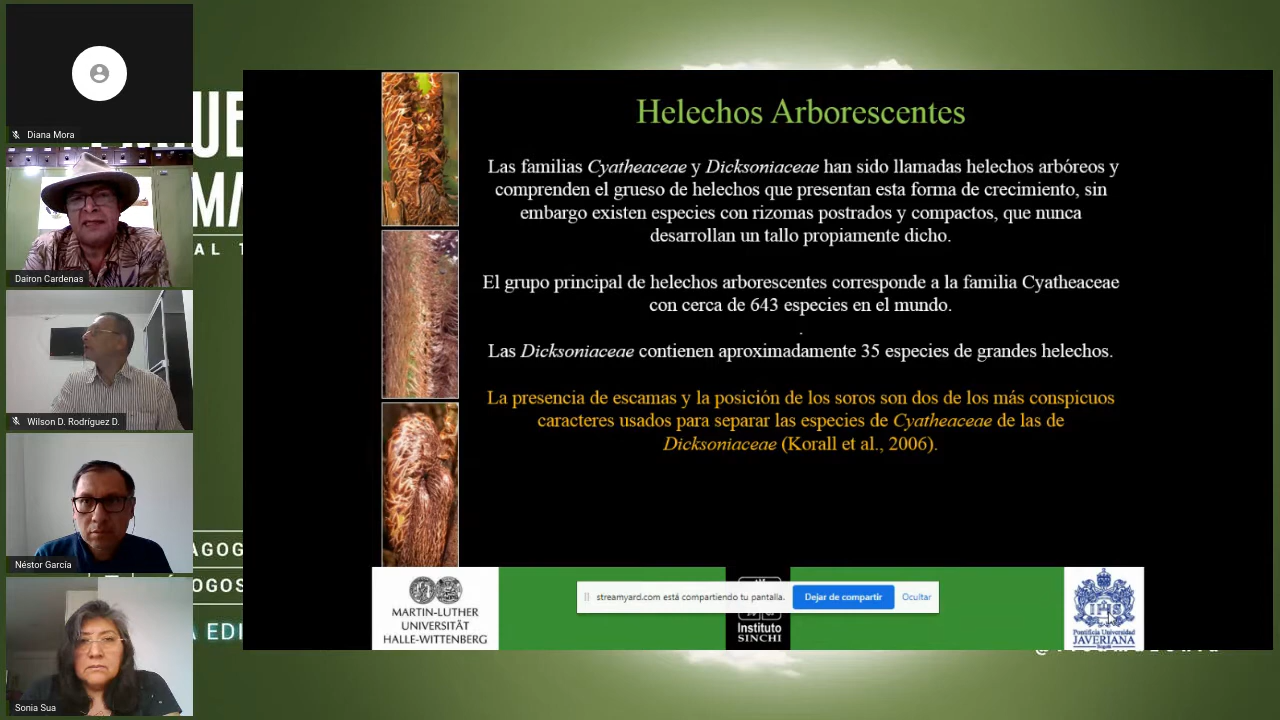 Diana Mora
Dairon Cardenas
Wilson D. Rodríguez D.
Néstor García
Sonia Sua
Helechos Arborescentes
Las familias Cyatheaceae y Dicksoniaceae han sido llamadas helechos arbóreos y
comprenden el grueso de helechos que presentan esta forma de crecimiento, sin
embargo existen especies con rizomas postrados y compactos, que nunca
desarrollan un tallo propiamente dicho.
El grupo principal de helechos arborescentes corresponde a la familia Cyatheaceae
con cerca de 643 especies en el mundo.
.
Las Dicksoniaceae contienen aproximadamente 35 especies de grandes helechos.
La presencia de escamas y la posición de los soros son dos de los más conspicuos
caracteres usados para separar las especies de Cyatheaceae de las de
Dicksoniaceae (Korall et al., 2006).
MARTIN-LUTHER
UNIVERSITÄT
HALLE-WITTENBERG
streamyard.com está compartiendo tu pantalla.
Dejar de compartir
Ocultar
Instituto
SINCHI
IHS
Pontificia Universidad
JAVERIANA
Bogotá